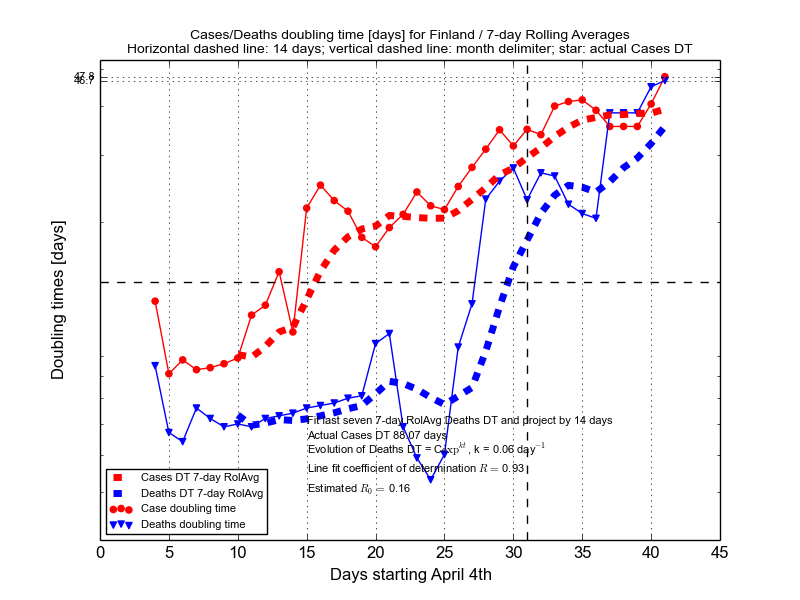 Cases/Deaths doubling time [days] for Finland / 7-day Rolling Averages
Horizontal dashed line: 14 days; vertical dashed line: month delimiter; star: actual Cases DT
47.8
46.7
Doubling times [days]
Fit last seven 7-day RolAvg Deaths DT and project by 14 days
Actual Cases DT 88.07 days
Evolution of Deaths DT = C exp^{kt}, k = 0.06 day^{-1}
Line fit coefficient of determination R = 0.93
Estimated R_0 = 0.16
Cases DT 7-day RolAvg
Deaths DT 7-day RolAvg
Case doubling time
Deaths doubling time
0 5 10 15 20 25 30 35 40 45
Days starting April 4th